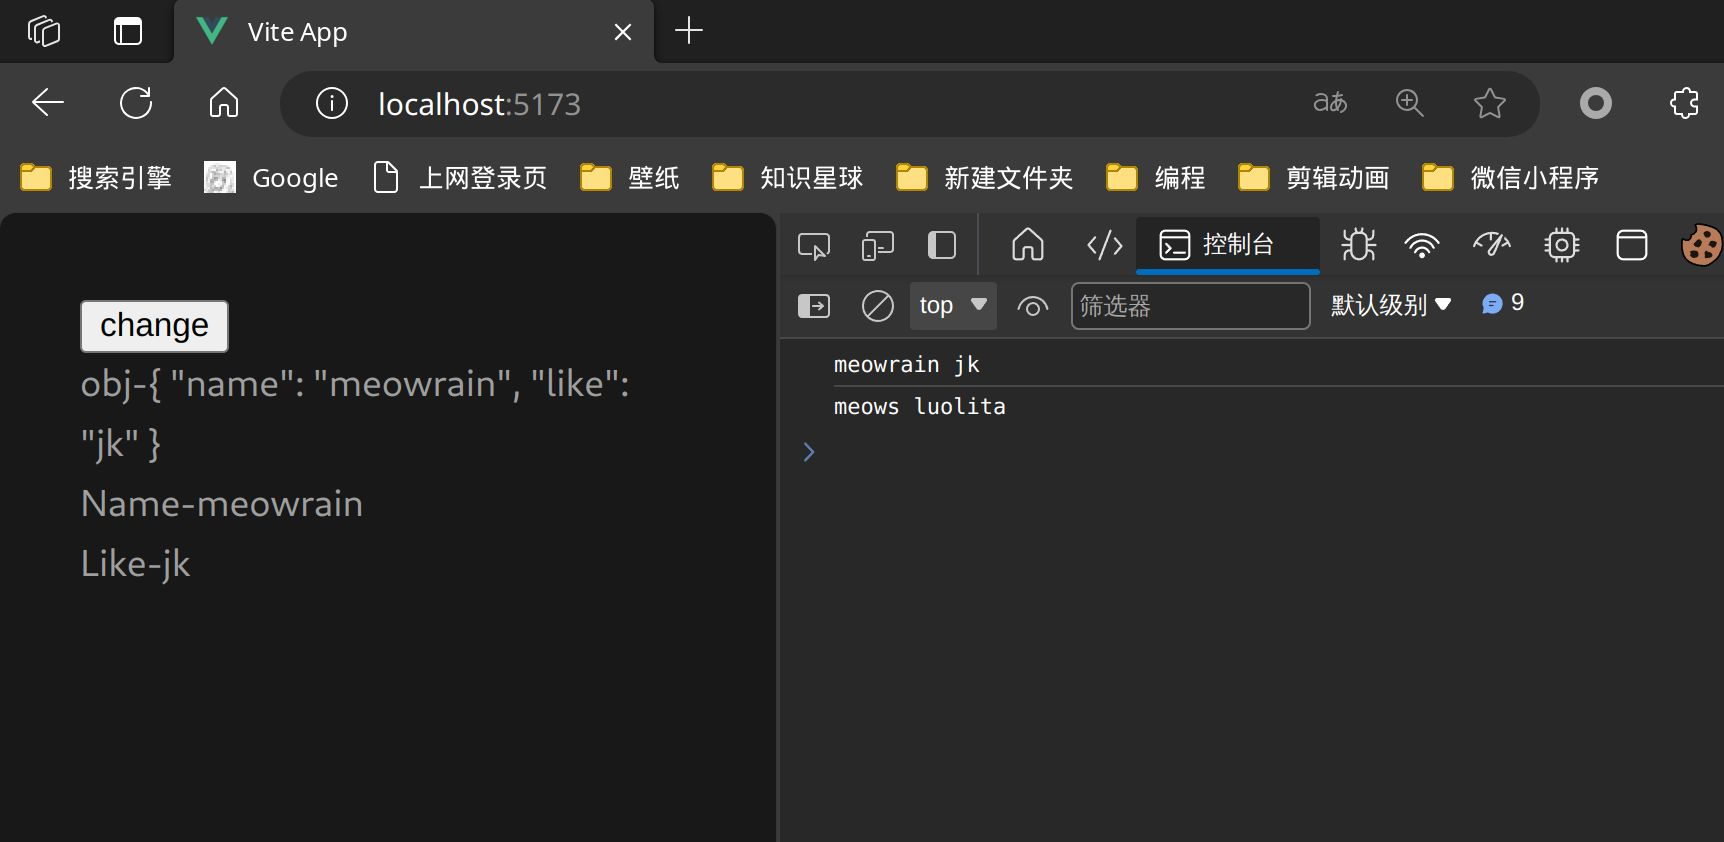 Vite App
localhost:5173
aあ
搜索引擎 Google 上网登录页 壁纸 知识星球 新建文件夹 编程 剪辑动画 微信小程序
控制台
top 筛选器 默认级别 9
change
obj-{ "name": "meowrain", "like":
"jk" }
Name-meowrain
Like-jk
meowrain jk
meows luolita